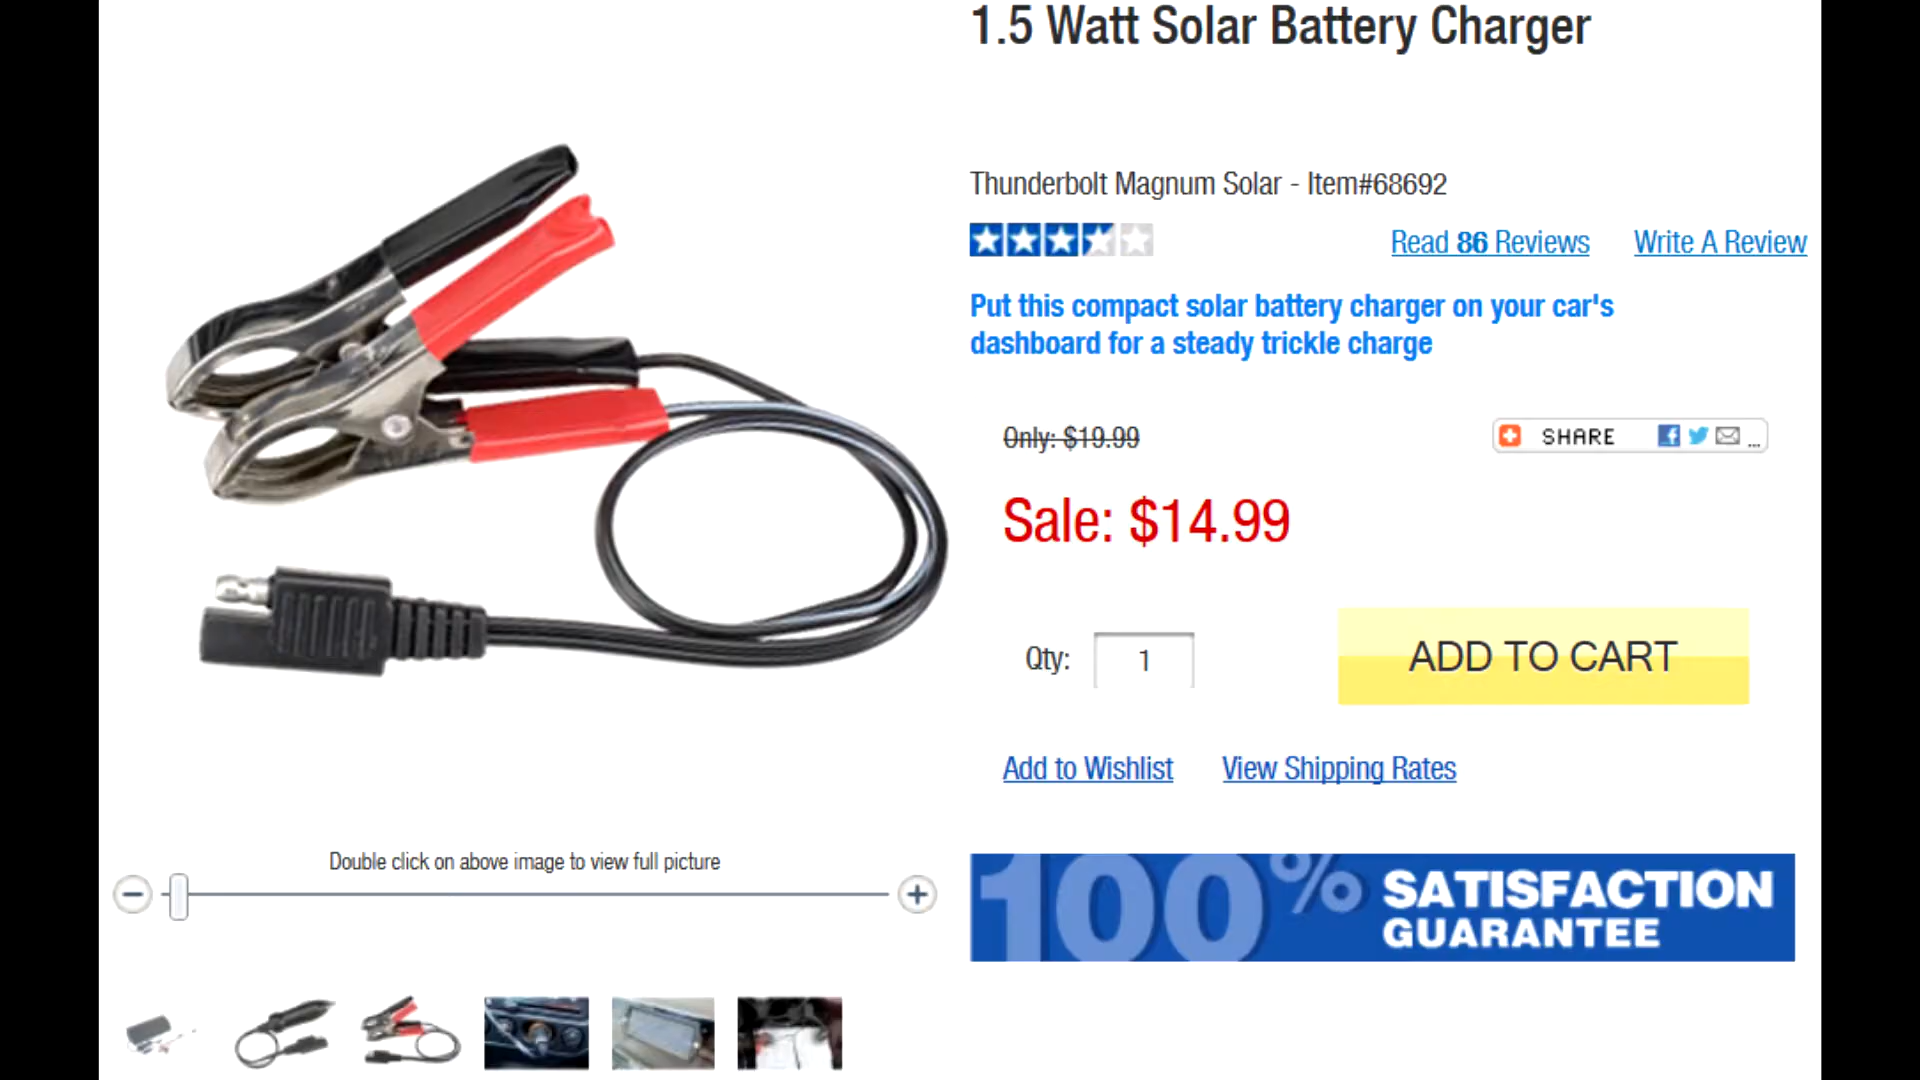 1.5 Watt Solar Battery Charger
Thunderbolt Magnum Solar - Item#68692
Read 86 Reviews
Write A Review
Put this compact solar battery charger on your car's
dashboard for a steady trickle charge
Only: $19.99
SHARE
...
Sale: $14.99
Qty:
1
ADD TO CART
Add to Wishlist
View Shipping Rates
Double click on above image to view full picture
100% SATISFACTION
GUARANTEE